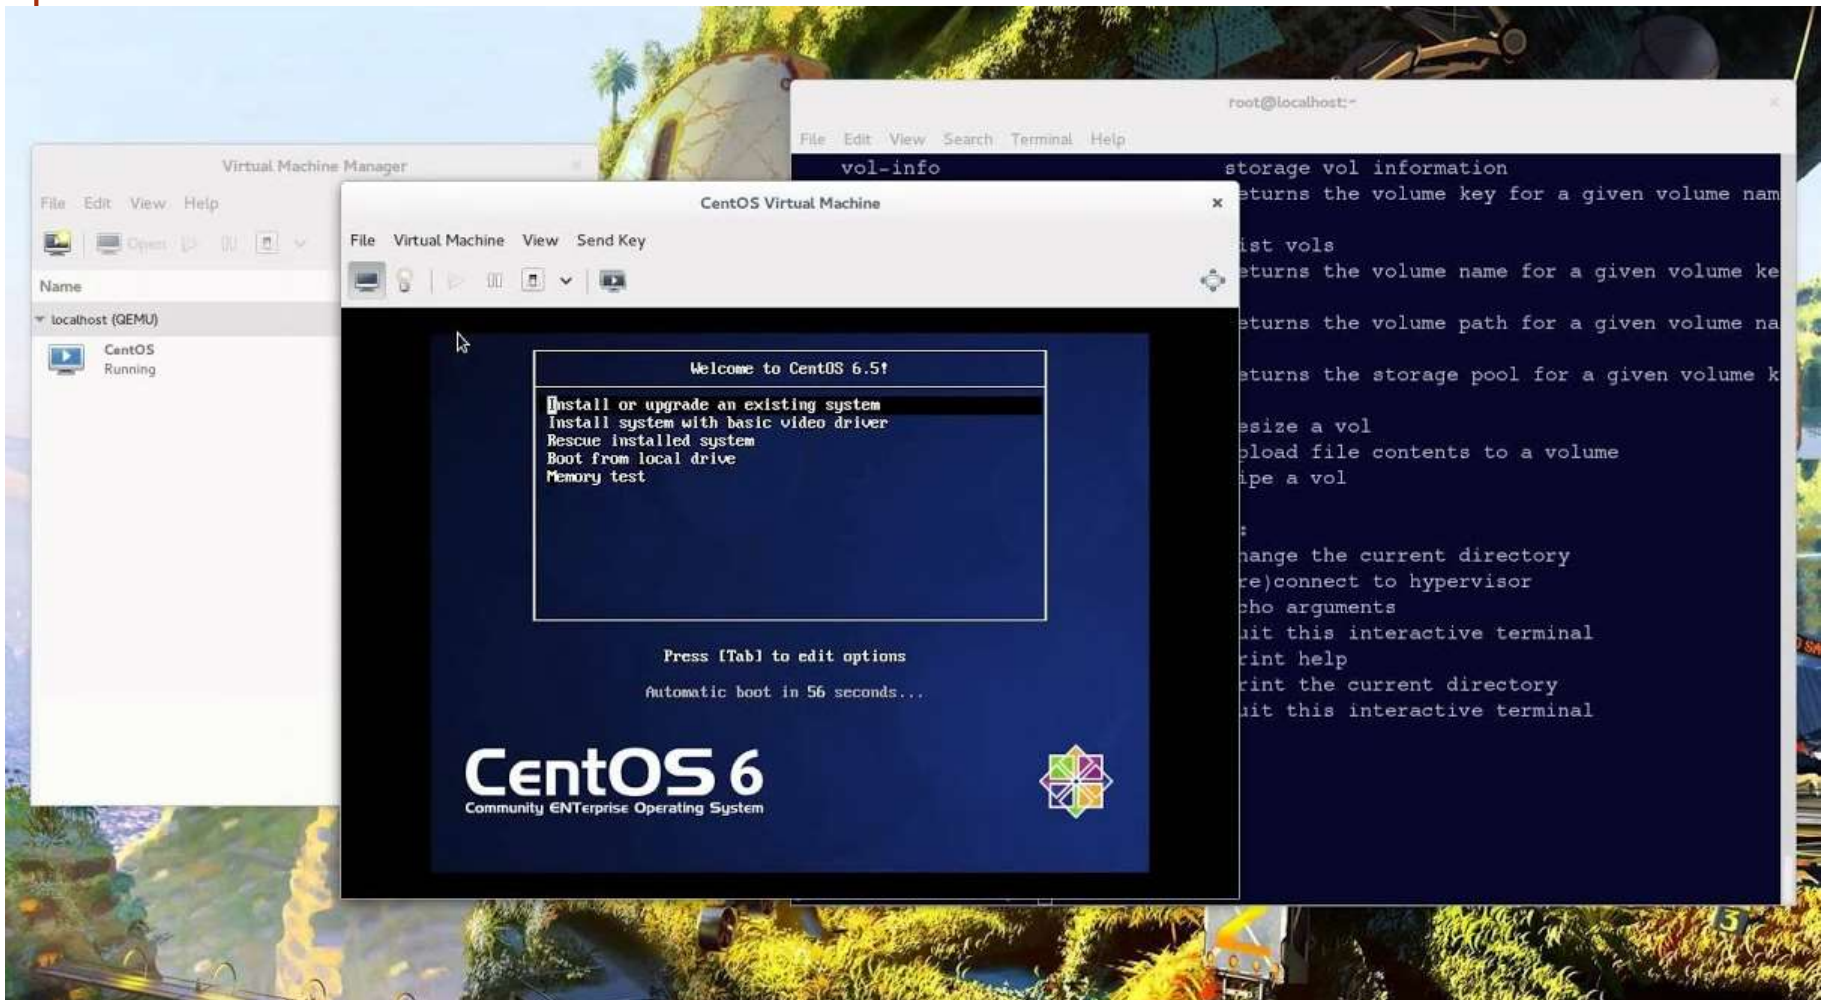 root@localhost:~
File Edit View Search Terminal Help
vol-info storage vol information
eturns the volume key for a given volume nam
ist vols
eturns the volume name for a given volume ke
eturns the volume path for a given volume na
eturns the storage pool for a given volume k
esize a vol
pload file contents to a volume
ipe a vol
:
hange the current directory
re)connect to hypervisor
cho arguments
uit this interactive terminal
rint help
rint the current directory
uit this interactive terminal
Virtual Machine Manager
File Edit View Help
Open
Name
localhost (QEMU)
CentOS
Running
CentOS Virtual Machine
File Virtual Machine View Send Key
Welcome to CentOS 6.5!
Install or upgrade an existing system
Install system with basic video driver
Rescue installed system
Boot from local drive
Memory test
Press [Tab] to edit options
Automatic boot in 56 seconds...
CentOS 6
Community ENTerprise Operating System
2
3